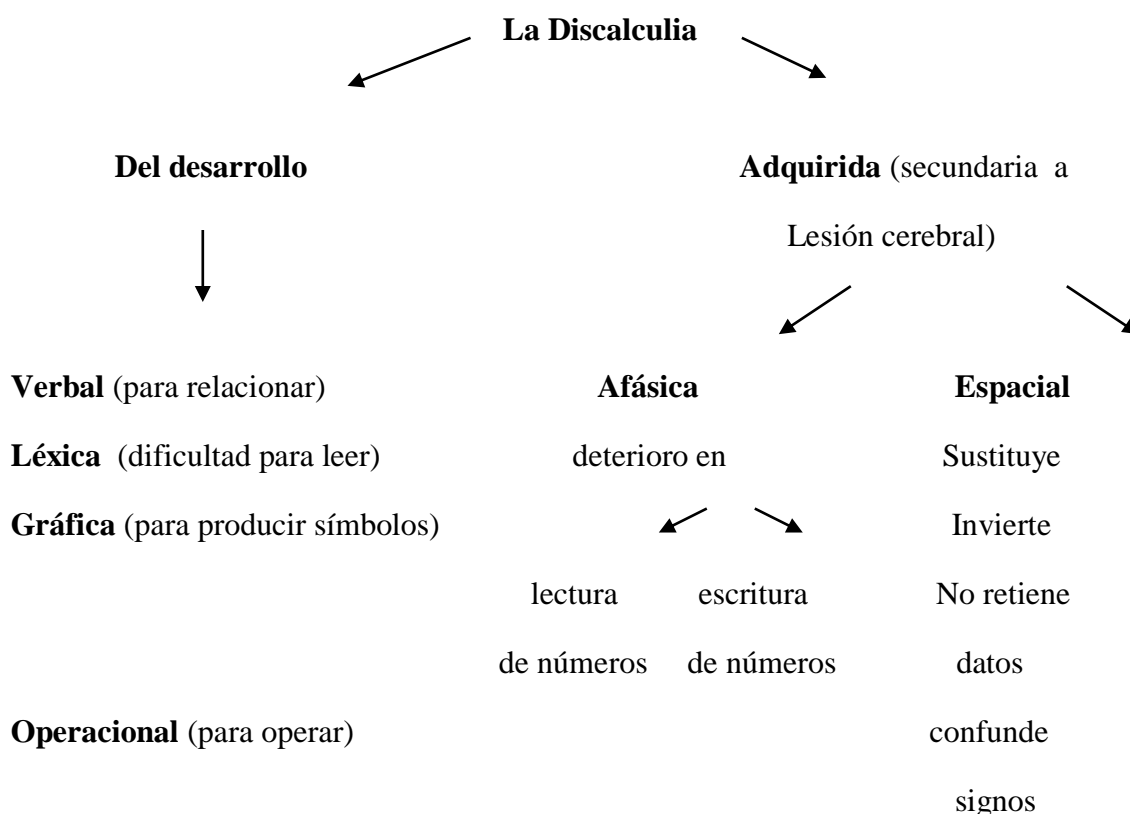 La Discalculia
Del desarrollo
Adquirida (secundaria a
Lesión cerebral)
Verbal (para relacionar)
Afásica
Espacial
Léxica (dificultad para leer)
deterioro en
Sustituye
Gráfica (para producir símbolos)
Invierte
lectura
escritura
No retiene
de números
de números
datos
Operacional (para operar)
confunde
signos